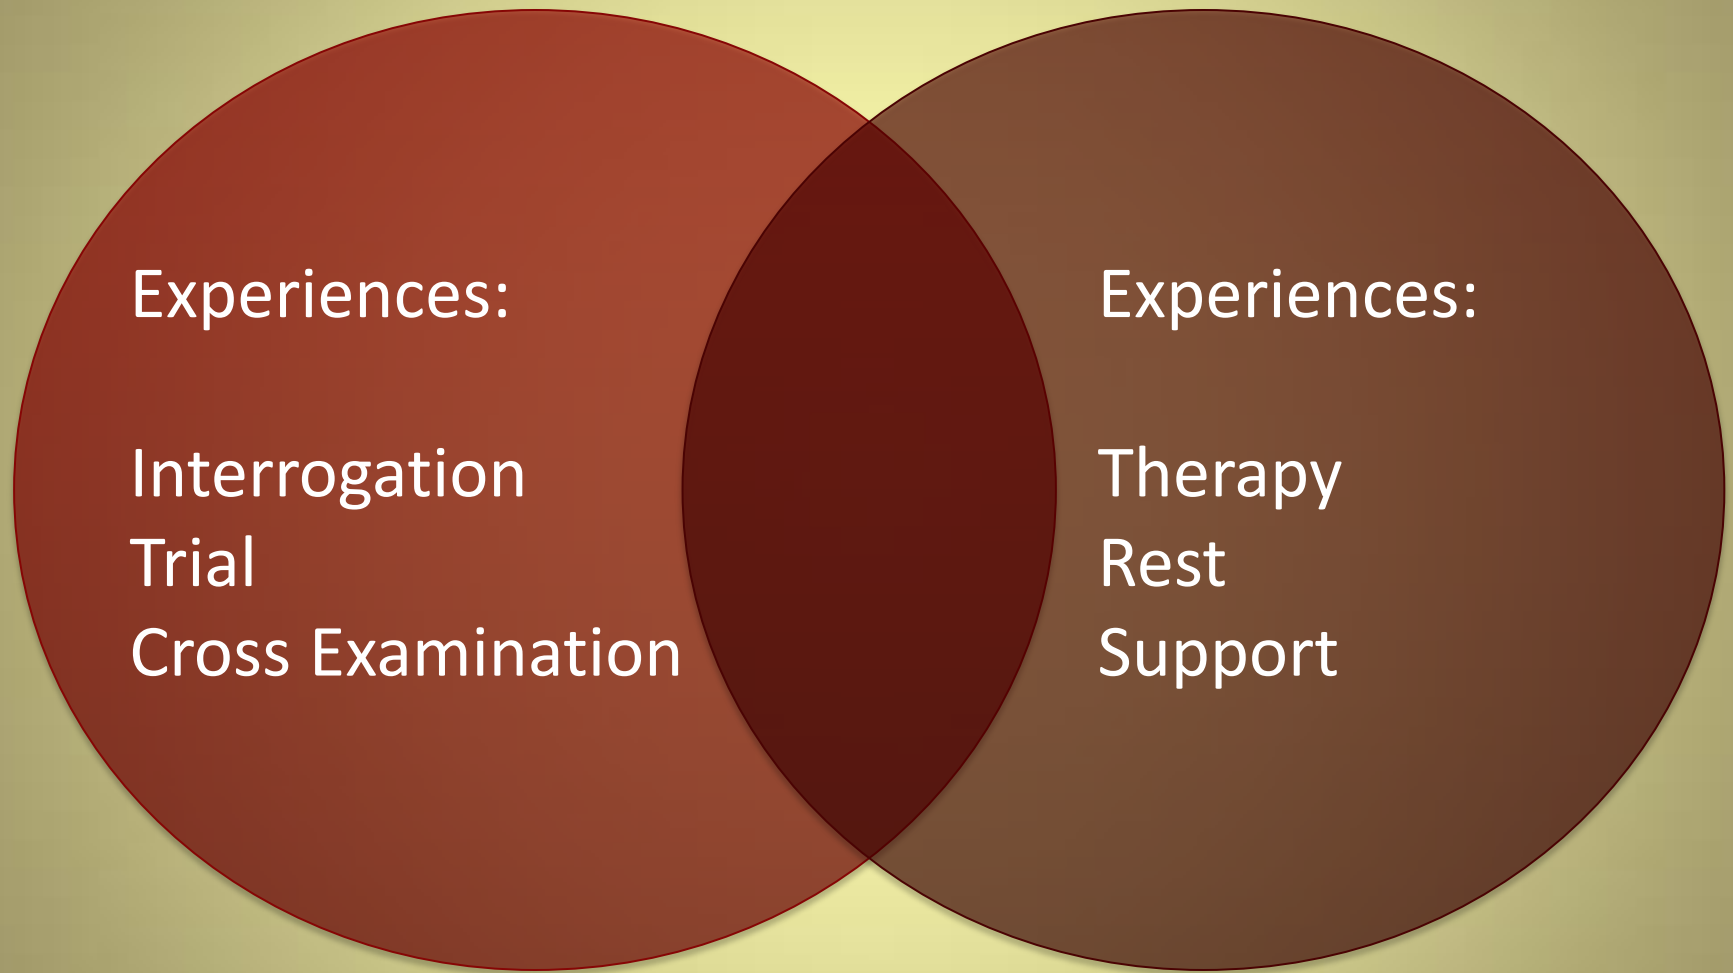 Experiences:
Interrogation
Trial
Cross Examination
Experiences:
Therapy
Rest
Support